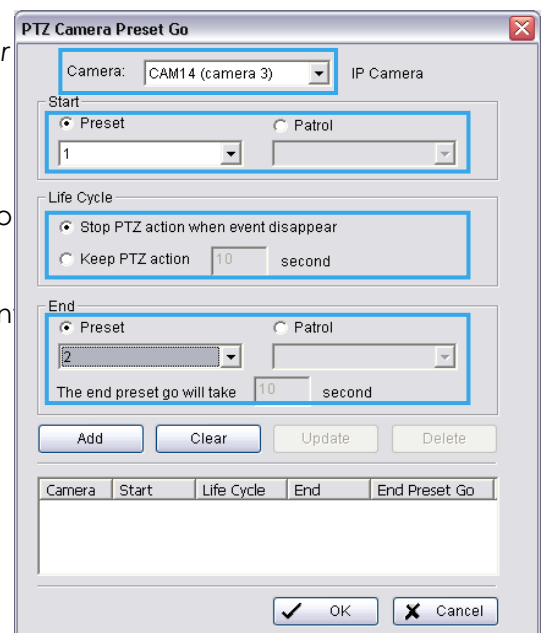 PTZ Camera Preset Go
r
Camera: CAM14 (camera 3) IP Camera
Start
Preset Patrol
1
o
Life Cycle
Stop PTZ action when event disappear
Keep PTZ action 10 second
n
End
Preset Patrol
2
The end preset go will take 10 second
Add Clear Update Delete
Camera Start Life Cycle End End Preset Go
OK Cancel